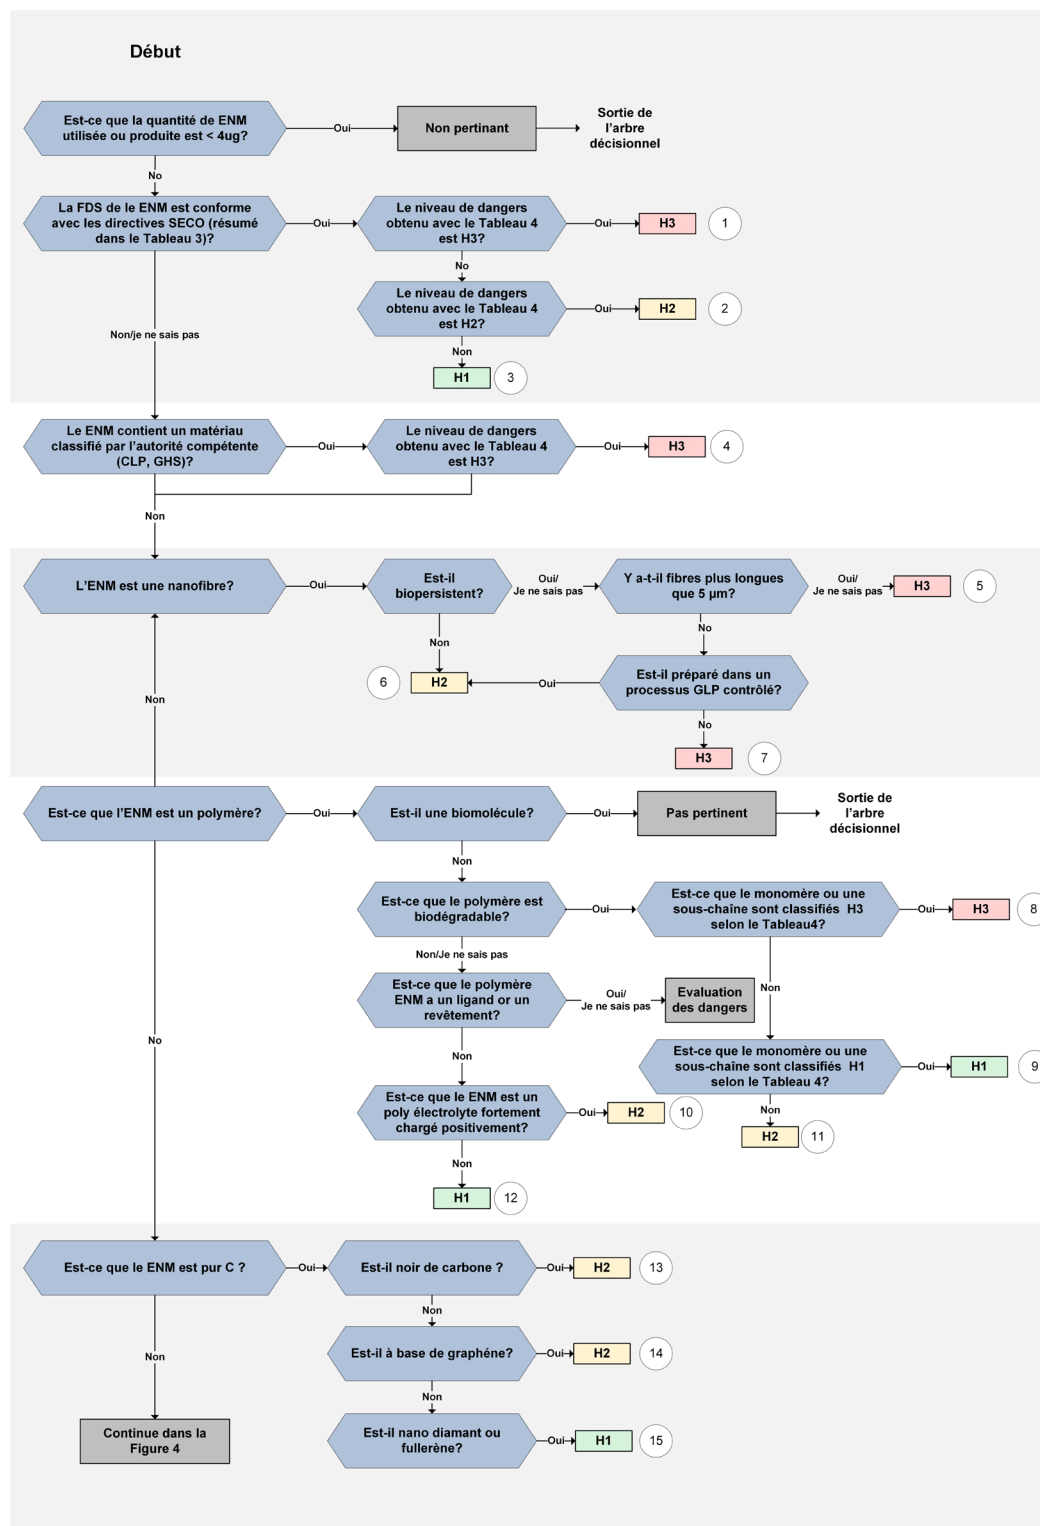 Début
Est-ce que la quantité de ENM
utilisée ou produite est < 4ug?
Oui
Non pertinant
Sortie de
l'arbre
décisionnel
No
La FDS de le ENM est conforme
avec les directives SECO (résumé
dans le Tableau 3)?
Oui
Le niveau de dangers
obtenu avec le Tableau 4
est H3?
Oui
H3
1
No
Le niveau de dangers
obtenu avec le Tableau 4
est H2?
Oui
H2
2
Non/je ne sais pas
Non
H1
3
Le ENM contient un matériau
classifié par l'autorité compétente
(CLP, GHS)?
Oui
Le niveau de dangers
obtenu avec le Tableau 4
est H3?
Oui
H3
4
Non
L'ENM est une nanofibre?
Oui
Est-il
biopersistent?
Oui/
Je ne sais pas
Y a-t-il fibres plus longues
que 5 µm?
Oui/
Je ne sais pas
H3
5
Non
No
6
H2
Oui
Est-il préparé dans un
processus GLP contrôlé?
Non
No
H3
7
Est-ce que l'ENM est un polymère?
Oui
Est-il une biomolécule?
Oui
Pas pertinent
Sortie de
l'arbre
décisionnel
Non
Est-ce que le polymère est
biodégradable?
Oui
Est-ce que le monomère ou une
sous-chaîne sont classifiés H3
selon le Tableau4?
Oui
H3
8
Non/Je ne sais pas
Est-ce que le polymère
ENM a un ligand or un
revêtement?
Oui/
Je ne sais pas
Evaluation
des dangers
Non
No
Non
Est-ce que le monomère ou une
sous-chaîne sont classifiés H1
selon le Tableau 4?
Oui
H1
9
Est-ce que le ENM est un
poly électrolyte fortement
chargé positivement?
Oui
H2
10
Non
H2
11
Non
H1
12
Est-ce que le ENM est pur C ?
Oui
Est-il noir de carbone ?
Oui
H2
13
Non
Est-il à base de graphéne?
Oui
H2
14
Non
Non
Continue dans la
Figure 4
Est-il nano diamant ou
fullerène?
Oui
H1
15